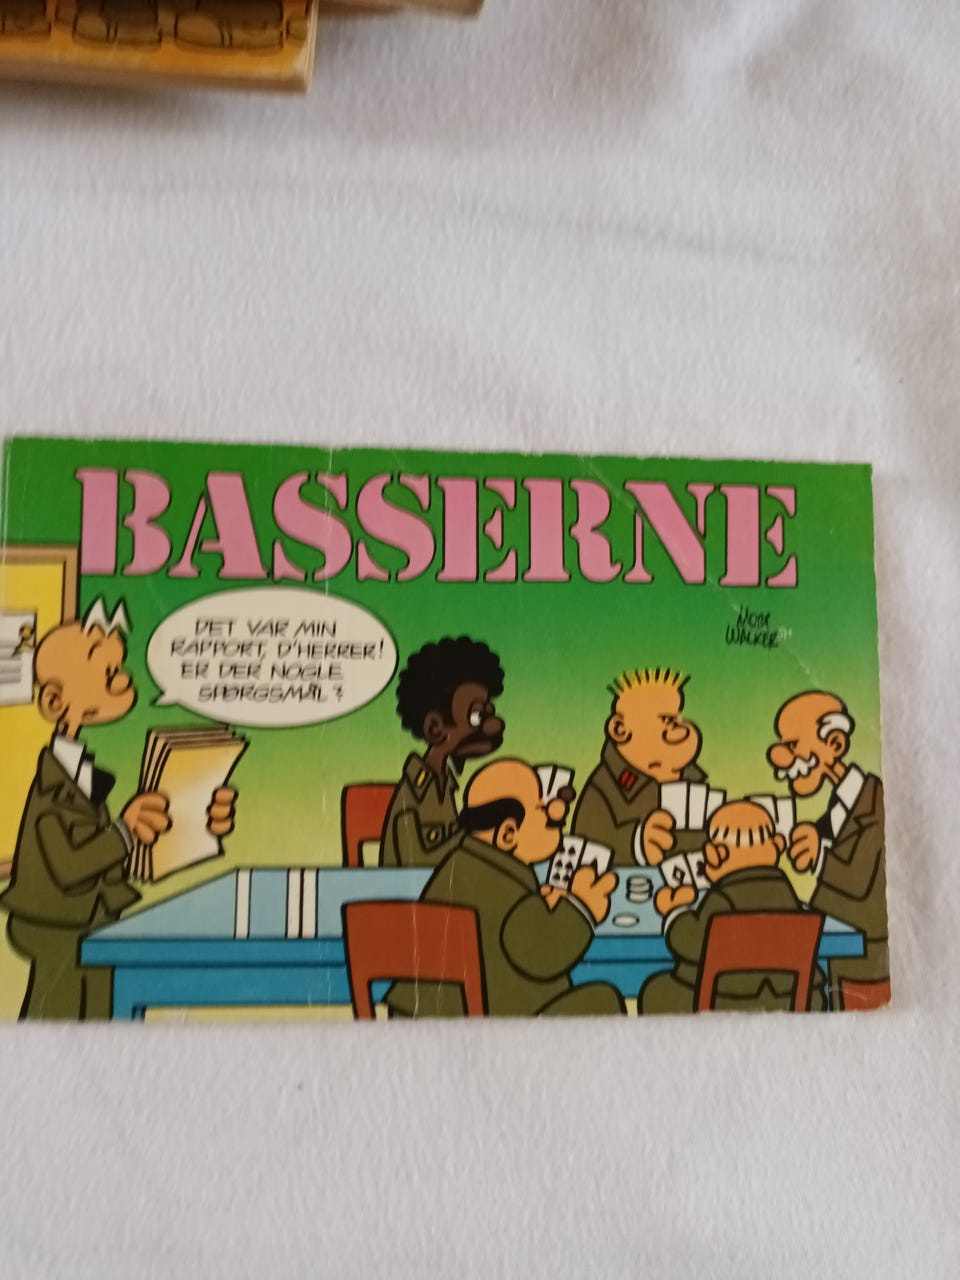 BASSERNE
DET VAR MIN
RAPPORT, D'HERRER!
ER DER NOGLE
SPØRGSMÅL?
MORT
WALKER